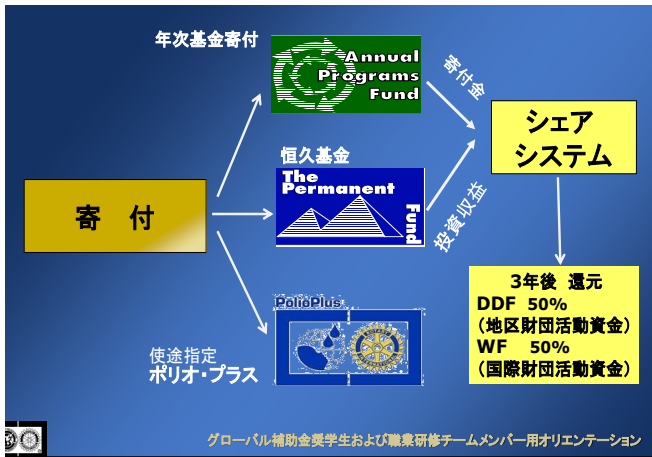 年次基金寄付
Annual
Programs
Fund
寄付金
シェア
システム
恒久基金
The
Permanent
Fund
投資収益
寄　付
3年後 還元
DDF 50%
（地区財団活動資金）
WF 50%
（国際財団活動資金）
PolioPlus
使途指定
ポリオ・プラス
グローバル補助金奨学生および職業研修チームメンバー用オリエンテーション